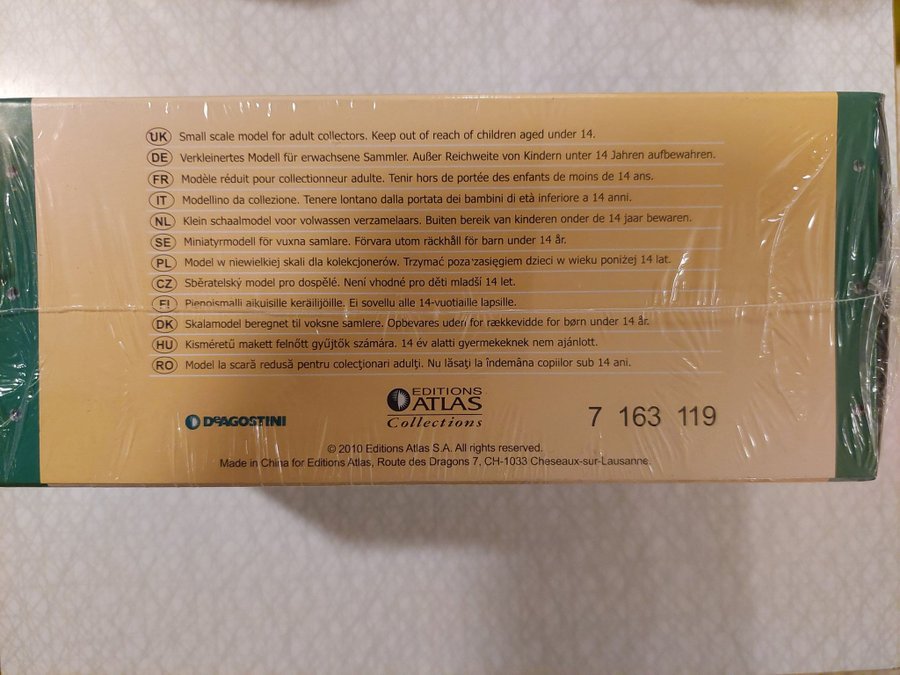 UK Small scale model for adult collectors. Keep out of reach of children aged under 14.
DE Verkleinertes Modell für erwachsene Sammler. Außer Reichweite von Kindern unter 14 Jahren aufbewahren.
FR Modèle réduit pour collectionneur adulte. Tenir hors de portée des enfants de moins de 14 ans.
IT Modellino da collezione. Tenere lontano dalla portata dei bambini di età inferiore a 14 anni.
NL Klein schaalmodel voor volwassen verzamelaars. Buiten bereik van kinderen onder de 14 jaar bewaren.
SE Miniatyrmodell för vuxna samlare. Förvara utom räckhåll för barn under 14 år.
PL Model w niewielkiej skali dla kolekcjonerów. Trzymać poza zasięgiem dzieci w wieku poniżej 14 lat.
CZ Sběratelský model pro dospělé. Není vhodné pro děti mladší 14 let.
FI Pienoismalli aikuisille keräilijöille. Ei sovellu alle 14-vuotiaille lapsille.
DK Skalamodel beregnet til voksne samlere. Opbevares uden for rækkevidde for børn under 14 år.
HU Kisméretű makett felnőtt gyűjtők számára. 14 év alatti gyermekeknek nem ajánlott.
RO Model la scară redusă pentru colecționari adulți. Nu lăsați la îndemâna copiilor sub 14 ani.
DeAGOSTINI
EDITIONS
ATLAS
Collections
7 163 119
© 2010 Editions Atlas S.A. All rights reserved.
Made in China for Editions Atlas, Route des Dragons 7, CH-1033 Cheseaux-sur-Lausanne.